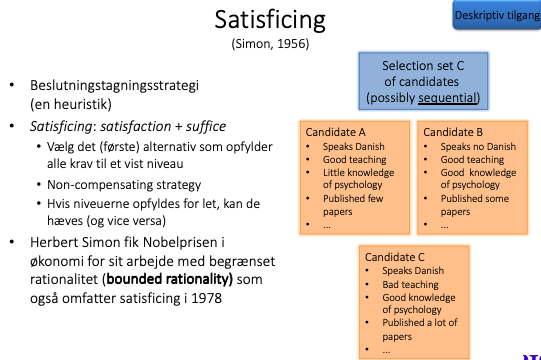 Satisficing
(Simon, 1956)
Deskriptiv tilgang
• Beslutningstagningsstrategi
(en heuristik)
• Satisficing: satisfaction + suffice
• Vælg det (første) alternativ som opfylder
alle krav til et vist niveau
• Non-compensating strategy
• Hvis niveuerne opfyldes for let, kan de
hæves (og vice versa)
• Herbert Simon fik Nobelprisen i
økonomi for sit arbejde med begrænset
rationalitet (bounded rationality) som
også omfatter satisficing i 1978
Selection set C
of candidates
(possibly sequential)
Candidate A
• Speaks Danish
• Good teaching
• Little knowledge
of psychology
• Published few
papers
• ...
Candidate B
• Speaks no Danish
• Good teaching
• Good knowledge
of psychology
• Published some
papers
• ...
Candidate C
• Speaks Danish
• Bad teaching
• Good knowledge
of psychology
• Published a lot of
papers
• ...